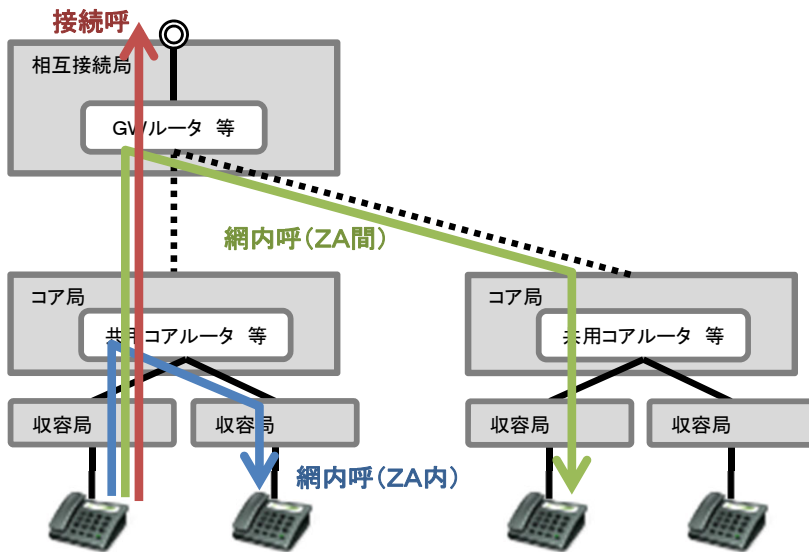 接続呼
相互接続局
GWルータ 等
網内呼(ZA間)
コア局
コア局
共用コアルータ 等
共用コアルータ 等
収容局
収容局
収容局
収容局
網内呼(ZA内)